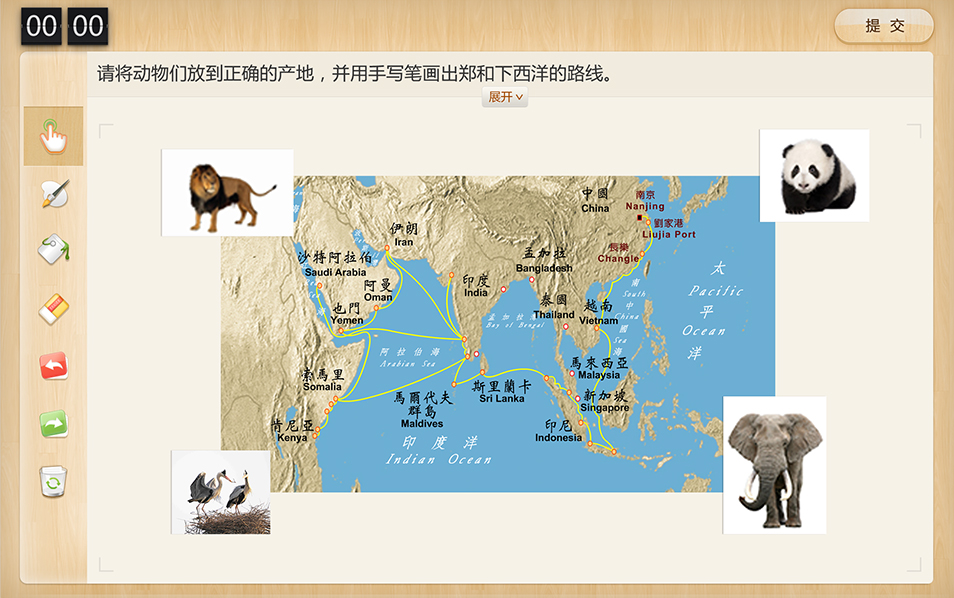 00 00
提 交
请将动物们放到正确的产地，并用手写笔画出郑和下西洋的路线。
展开
中國
China
南京
Nanjing
劉家港
Liujia Port
長樂
Changle
伊朗
Iran
沙特阿拉伯
Saudi Arabia
阿曼
Oman
也門
Yemen
印度
India
孟加拉
Bangladesh
泰國
Thailand
越南
Vietnam
南
South
中
China
國
Sea
海
太
Pacific
平
Ocean
洋
孟加拉
Bay of Bengal
阿拉伯海
Arabian Sea
索馬里
Somalia
肯尼亞
Kenya
馬爾代夫
群島
Maldives
斯里蘭卡
Sri Lanka
馬來西亞
Malaysia
新加坡
Singapore
印尼
Indonesia
印度洋
Indian Ocean